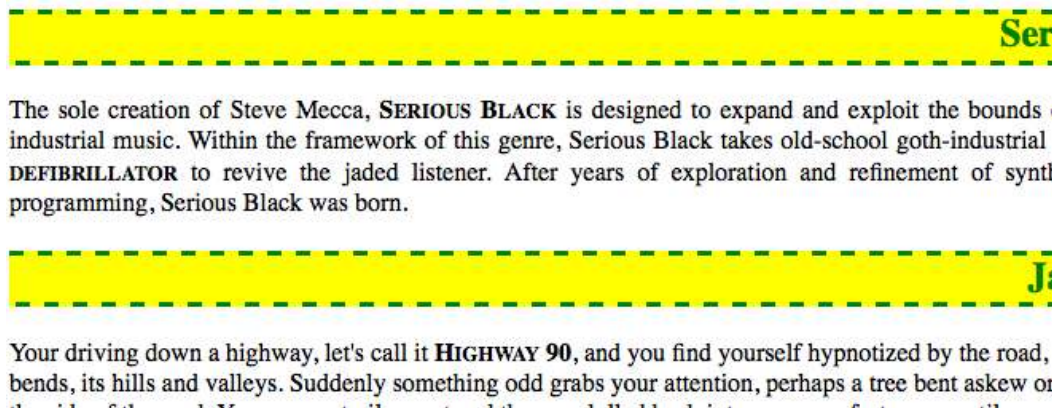 Ser
The sole creation of Steve Mecca, SERIOUS BLACK is designed to expand and exploit the bounds
industrial music. Within the framework of this genre, Serious Black takes old-school goth-industrial
DEFIBRILLATOR to revive the jaded listener. After years of exploration and refinement of synth
programming, Serious Black was born.
Ja
Your driving down a highway, let's call it HIGHWAY 90, and you find yourself hypnotized by the road,
bends, its hills and valleys. Suddenly something odd grabs your attention, perhaps a tree bent askew or